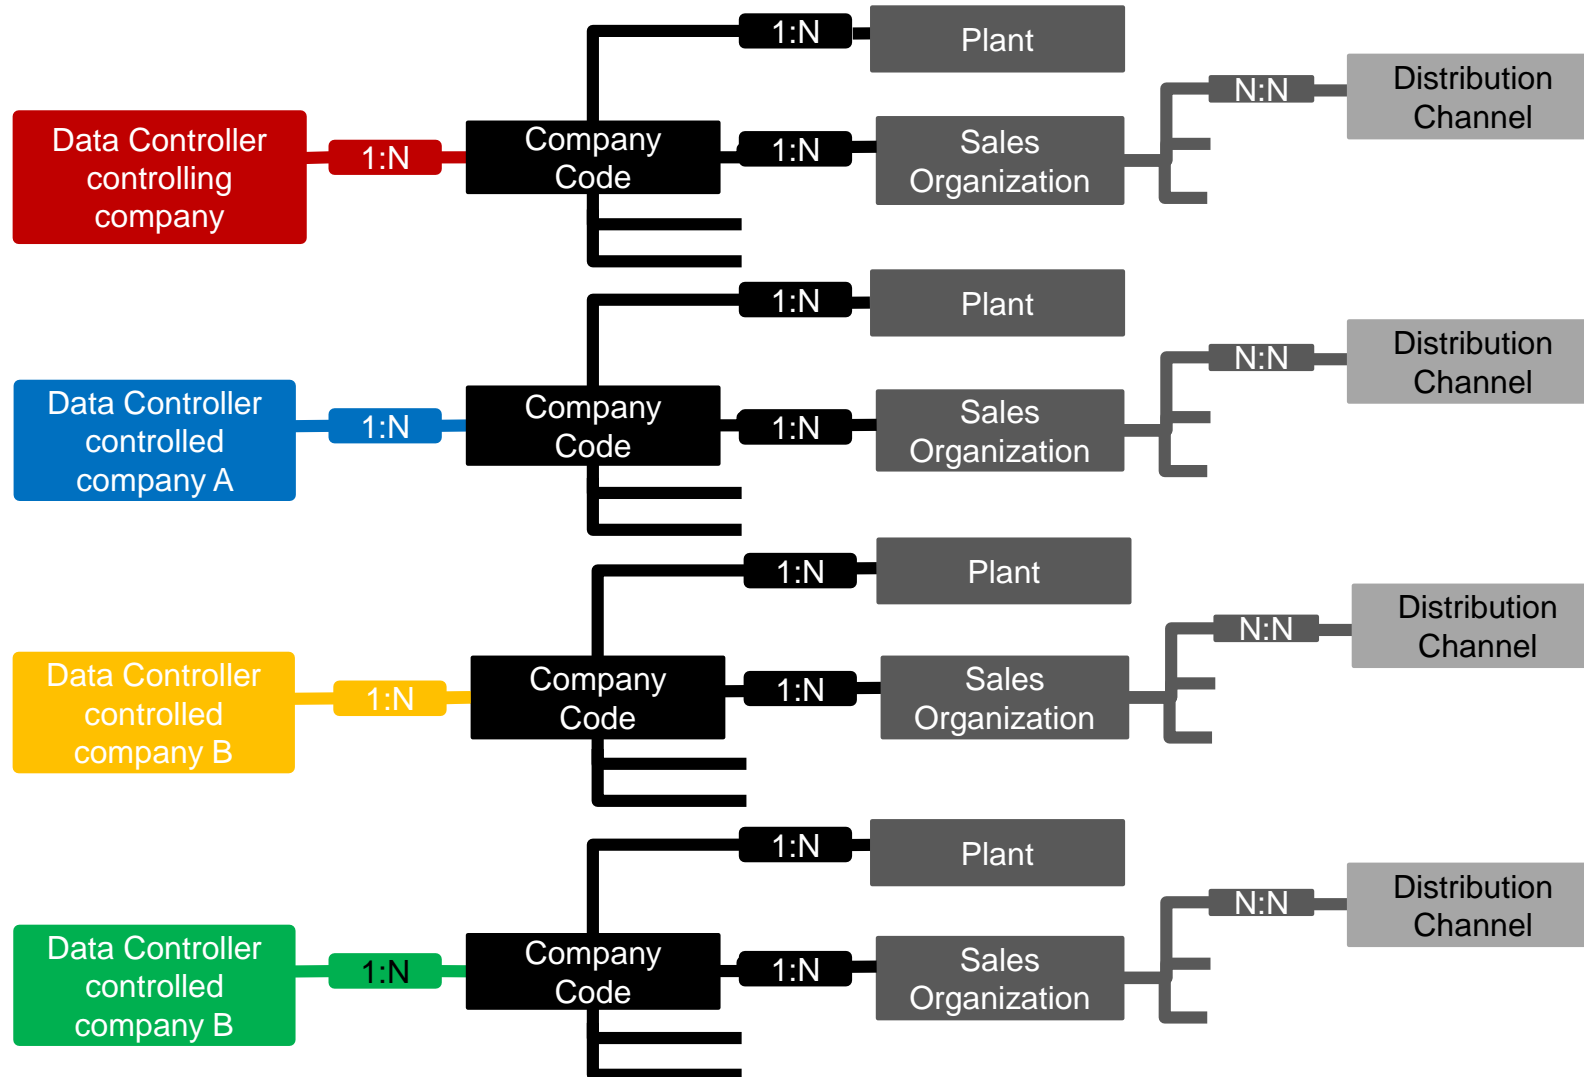 1:N
Plant
Data Controller
controlling
company
1:N
Company
Code
1:N
Sales
Organization
N:N
Distribution
Channel
1:N
Plant
Data Controller
controlled
company A
1:N
Company
Code
1:N
Sales
Organization
N:N
Distribution
Channel
1:N
Plant
Data Controller
controlled
company B
1:N
Company
Code
1:N
Sales
Organization
N:N
Distribution
Channel
1:N
Plant
Data Controller
controlled
company B
1:N
Company
Code
1:N
Sales
Organization
N:N
Distribution
Channel